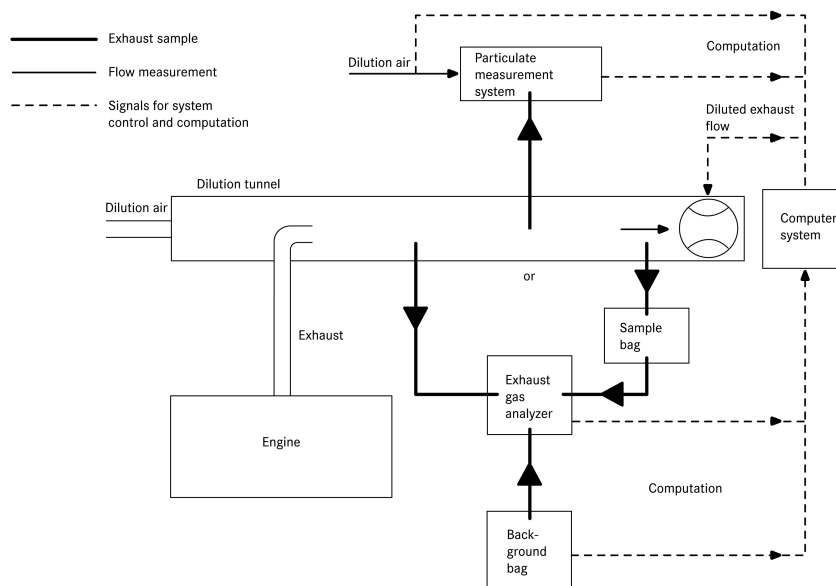 Exhaust sample
Flow measurement
Signals for system
control and computation
Dilution air
Particulate
measurement
system
Computation
Diluted exhaust
flow
Dilution tunnel
Dilution air
Computer
system
or
Exhaust
Sample
bag
Exhaust
gas
analyzer
Engine
Computation
Back-
ground
bag